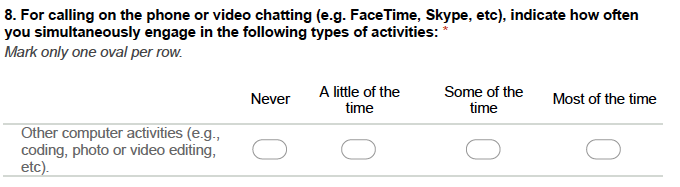 8. For calling on the phone or video chatting (e.g. FaceTime, Skype, etc), indicate how often
you simultaneously engage in the following types of activities: *
Mark only one oval per row.
Never
A little of the
time
Some of the
time
Most of the time
Other computer activities (e.g.,
coding, photo or video editing,
etc).